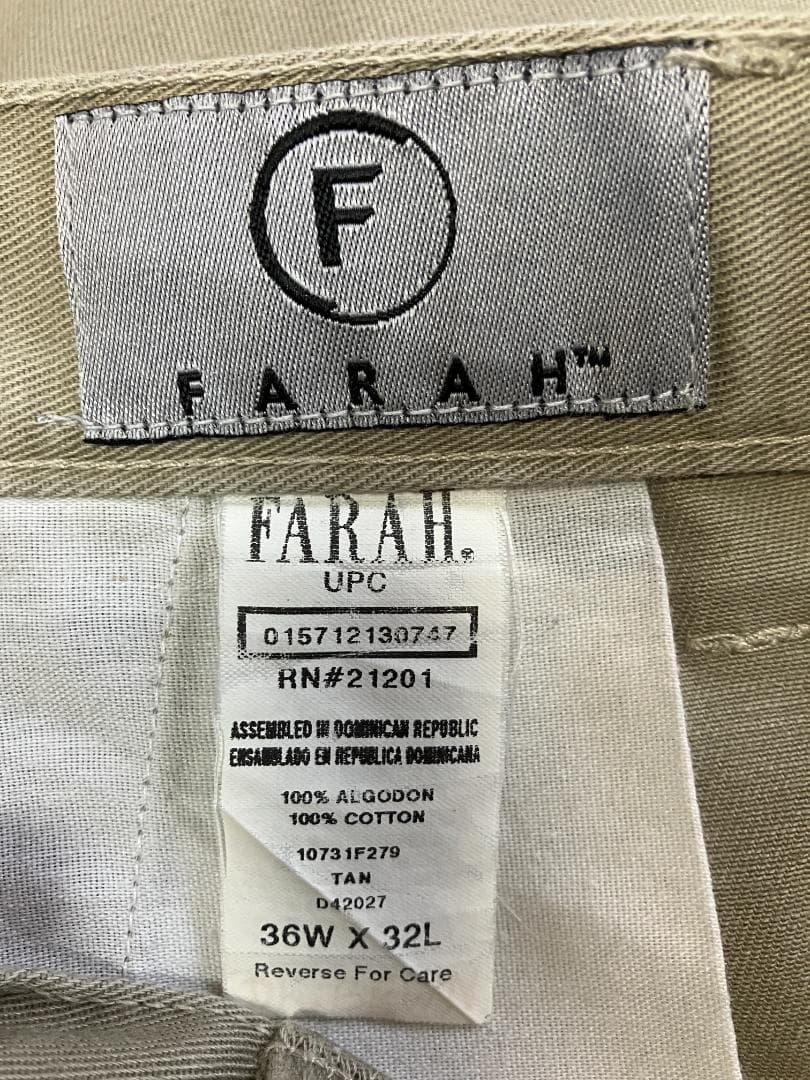 F
FARAH™
FARAH.
UPC
015712130747
RN#21201
ASSEMBLED IN DOMINICAN REPUBLIC
ENSAMBLADO EN REPUBLICA DOMINICANA
100% ALGODON
100% COTTON
10731F279
TAN
D42027
36W X 32L
Reverse For Care